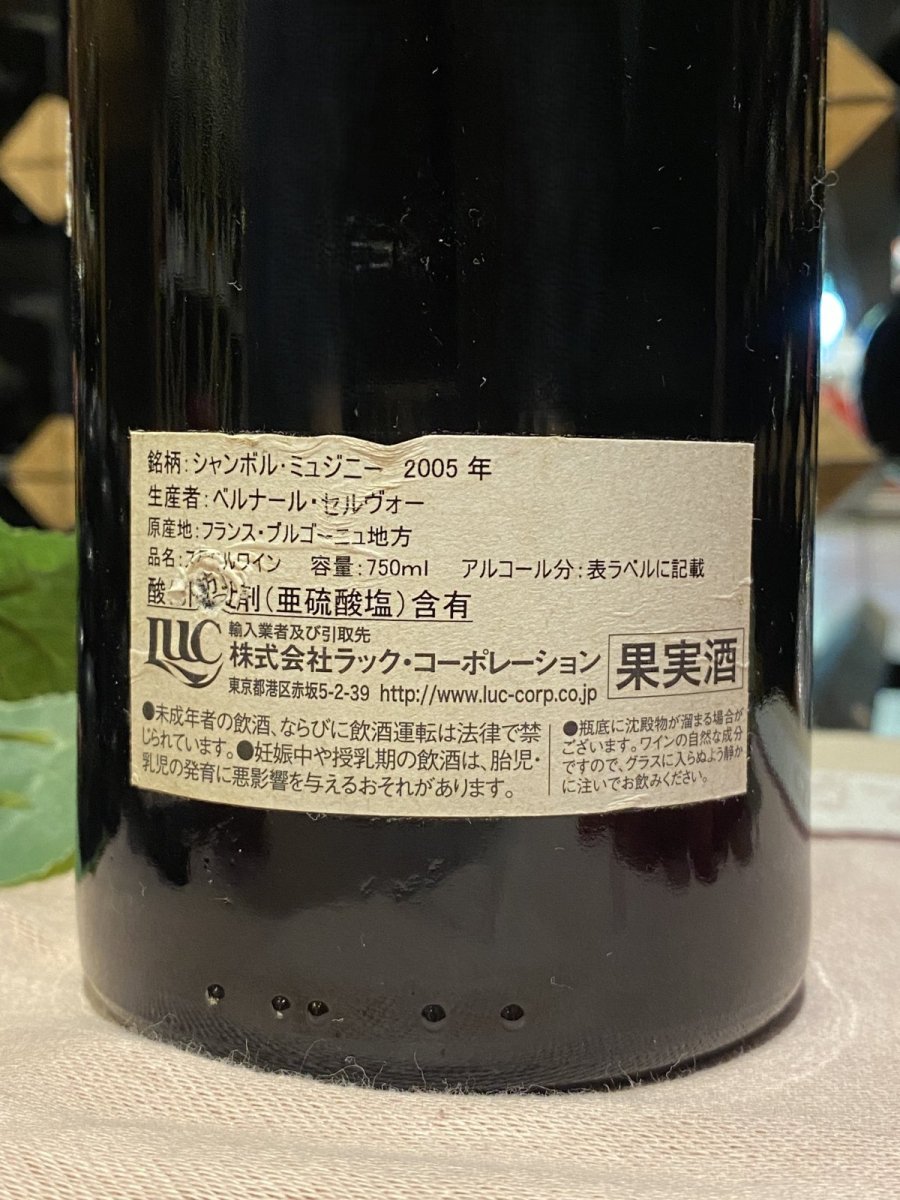 銘柄:シャンボル・ミュジニー 2005 年
生産者:ベルナール・セルヴォー
原産地:フランス・ブルゴーニュ地方
品名:ワイン 容量:750ml アルコール分:表ラベルに記載
酸 剤(亜硫酸塩)含有
LUC
輸入業者及び引取先
株式会社ラック・コーポレーション
東京都港区赤坂5-2-39 http://www.luc-corp.co.jp
果実酒
●未成年者の飲酒、ならびに飲酒運転は法律で禁
じられています。●妊娠中や授乳期の飲酒は、胎児・
乳児の発育に悪影響を与えるおそれがあります。
●瓶底に沈殿物が溜まる場合が
ございます。ワインの自然な成分
ですので、グラスに入らぬよう静か
に注いでお飲みください。